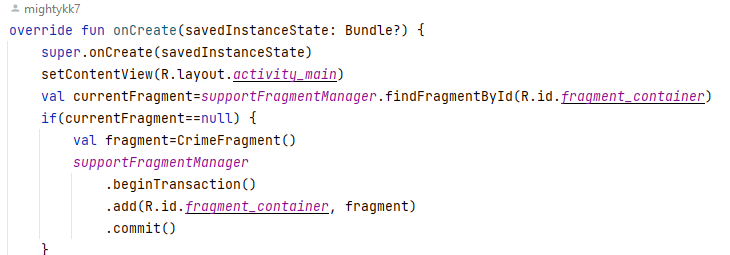 mightykk7
override fun onCreate(savedInstanceState: Bundle?) {
    super.onCreate(savedInstanceState)
    setContentView(R.layout.activity_main)
    val currentFragment=supportFragmentManager.findFragmentById(R.id.fragment_container)
    if(currentFragment==null) {
        val fragment=CrimeFragment()
        supportFragmentManager
            .beginTransaction()
            .add(R.id.fragment_container, fragment)
            .commit()
    }